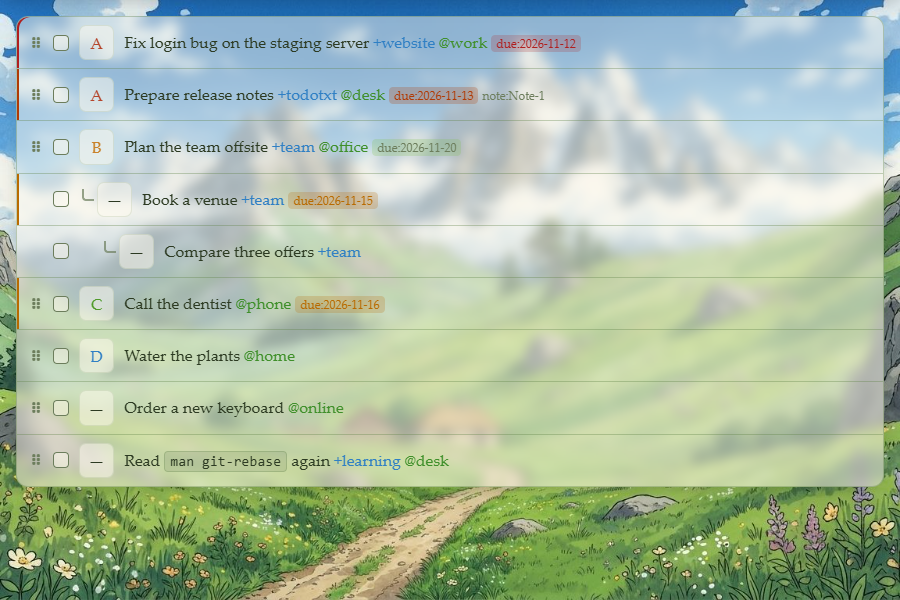 A Fix login bug on the staging server +website @work due:2026-11-12
A Prepare release notes +todotxt @desk due:2026-11-13 note:Note-1
B Plan the team offsite +team @office due:2026-11-20
— Book a venue +team due:2026-11-15
— Compare three offers +team
C Call the dentist @phone due:2026-11-16
D Water the plants @home
— Order a new keyboard @online
— Read man git-rebase again +learning @desk